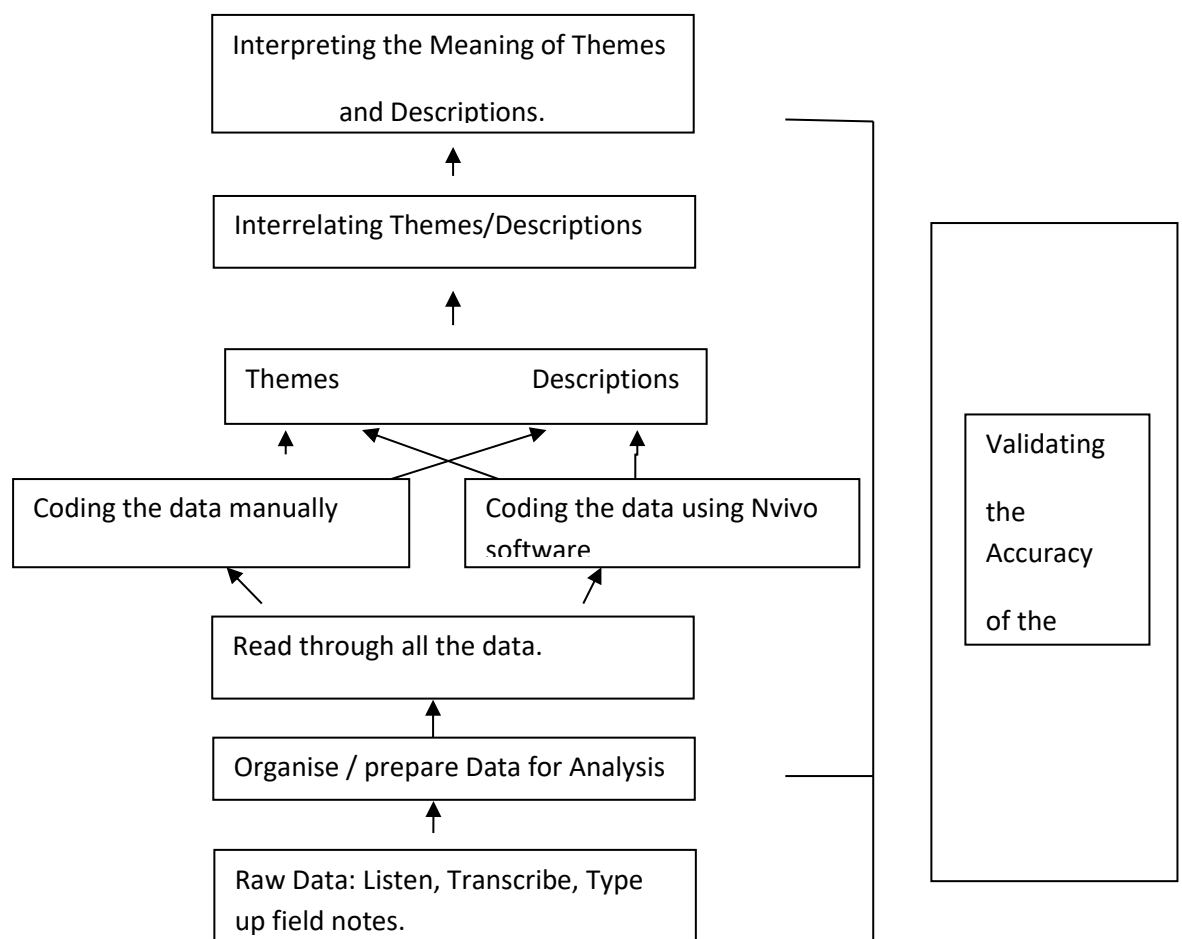 Interpreting the Meaning of Themes
and Descriptions.
Interrelating Themes/Descriptions
Themes Descriptions
Coding the data manually
Coding the data using Nvivo
software
Read through all the data.
Organise / prepare Data for Analysis
Raw Data: Listen, Transcribe, Type
up field notes.
Validating
the
Accuracy
of the